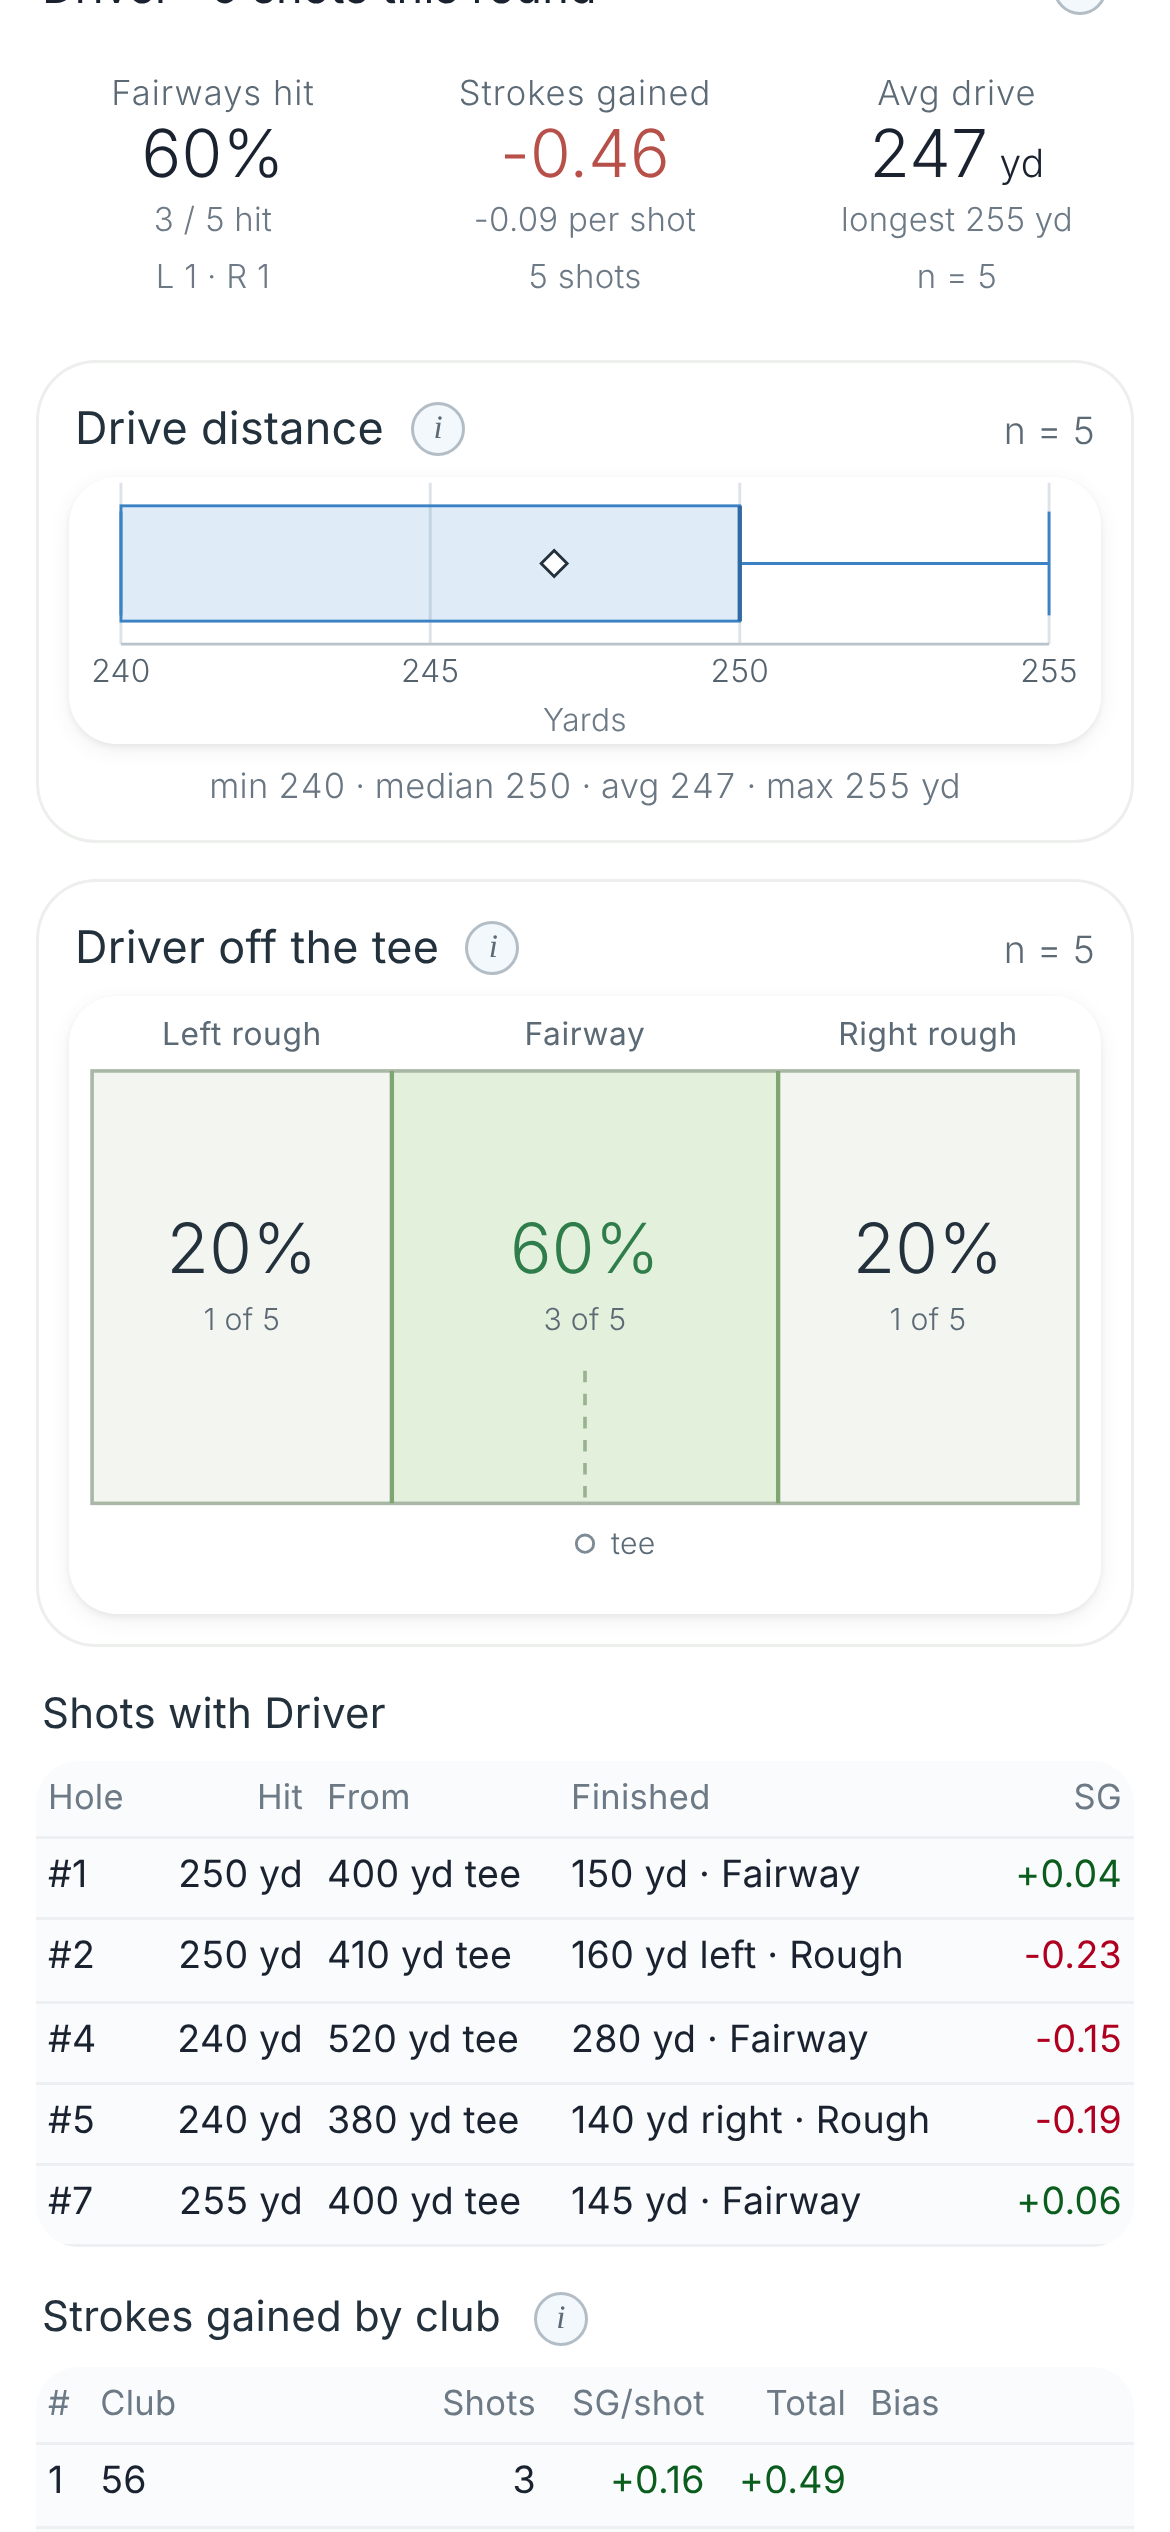 Fairways hit Strokes gained Avg drive
60% -0.46 247 yd
3 / 5 hit -0.09 per shot longest 255 yd
L 1 · R 1 5 shots n = 5
Drive distance i n = 5
240 245 250 255
Yards
min 240 · median 250 · avg 247 · max 255 yd
Driver off the tee i n = 5
Left rough Fairway Right rough
20% 60% 20%
1 of 5 3 of 5 1 of 5
tee
Shots with Driver
Hole Hit From Finished SG
#1 250 yd 400 yd tee 150 yd · Fairway +0.04
#2 250 yd 410 yd tee 160 yd left · Rough -0.23
#4 240 yd 520 yd tee 280 yd · Fairway -0.15
#5 240 yd 380 yd tee 140 yd right · Rough -0.19
#7 255 yd 400 yd tee 145 yd · Fairway +0.06
Strokes gained by club i
# Club Shots SG/shot Total Bias
1 56 3 +0.16 +0.49